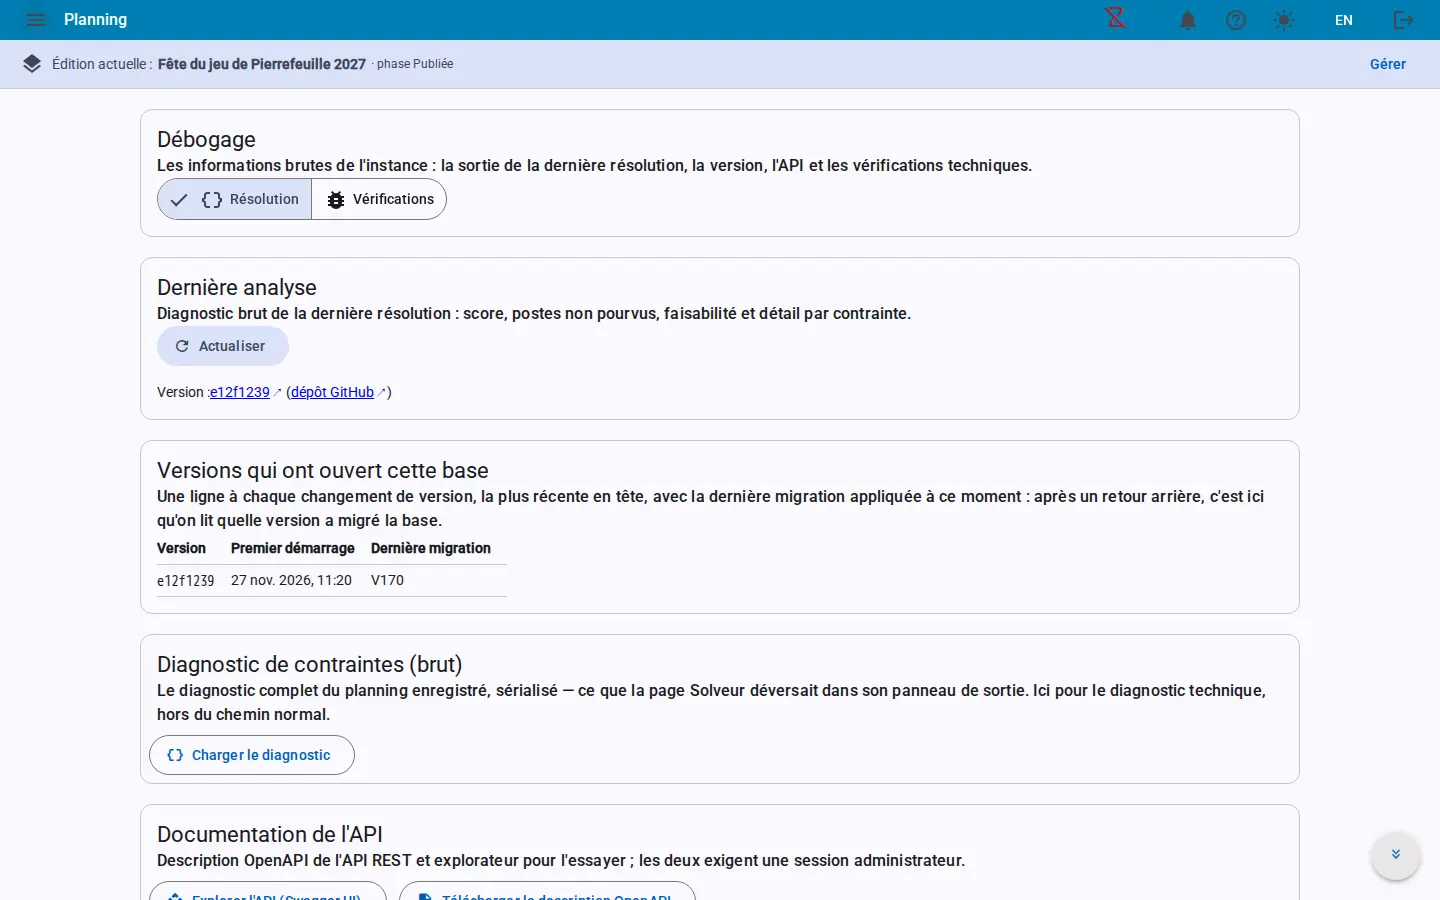 Planning
EN
Édition actuelle : Fête du jeu de Pierrefeuille 2027 · phase Publiée
Gérer
Débogage
Les informations brutes de l'instance : la sortie de la dernière résolution, la version, l'API et les vérifications techniques.
Résolution
Vérifications
Dernière analyse
Diagnostic brut de la dernière résolution : score, postes non pourvus, faisabilité et détail par contrainte.
Actualiser
Version :e12f1239 ↗ (dépôt GitHub ↗)
Versions qui ont ouvert cette base
Une ligne à chaque changement de version, la plus récente en tête, avec la dernière migration appliquée à ce moment : après un retour arrière, c'est ici
qu'on lit quelle version a migré la base.
Version Premier démarrage Dernière migration
e12f1239 27 nov. 2026, 11:20 V170
Diagnostic de contraintes (brut)
Le diagnostic complet du planning enregistré, sérialisé — ce que la page Solveur déversait dans son panneau de sortie. Ici pour le diagnostic technique,
hors du chemin normal.
Charger le diagnostic
Documentation de l'API
Description OpenAPI de l'API REST et explorateur pour l'essayer ; les deux exigent une session administrateur.
Explorer l'API (Swagger UI)
Télécharger la description OpenAPI